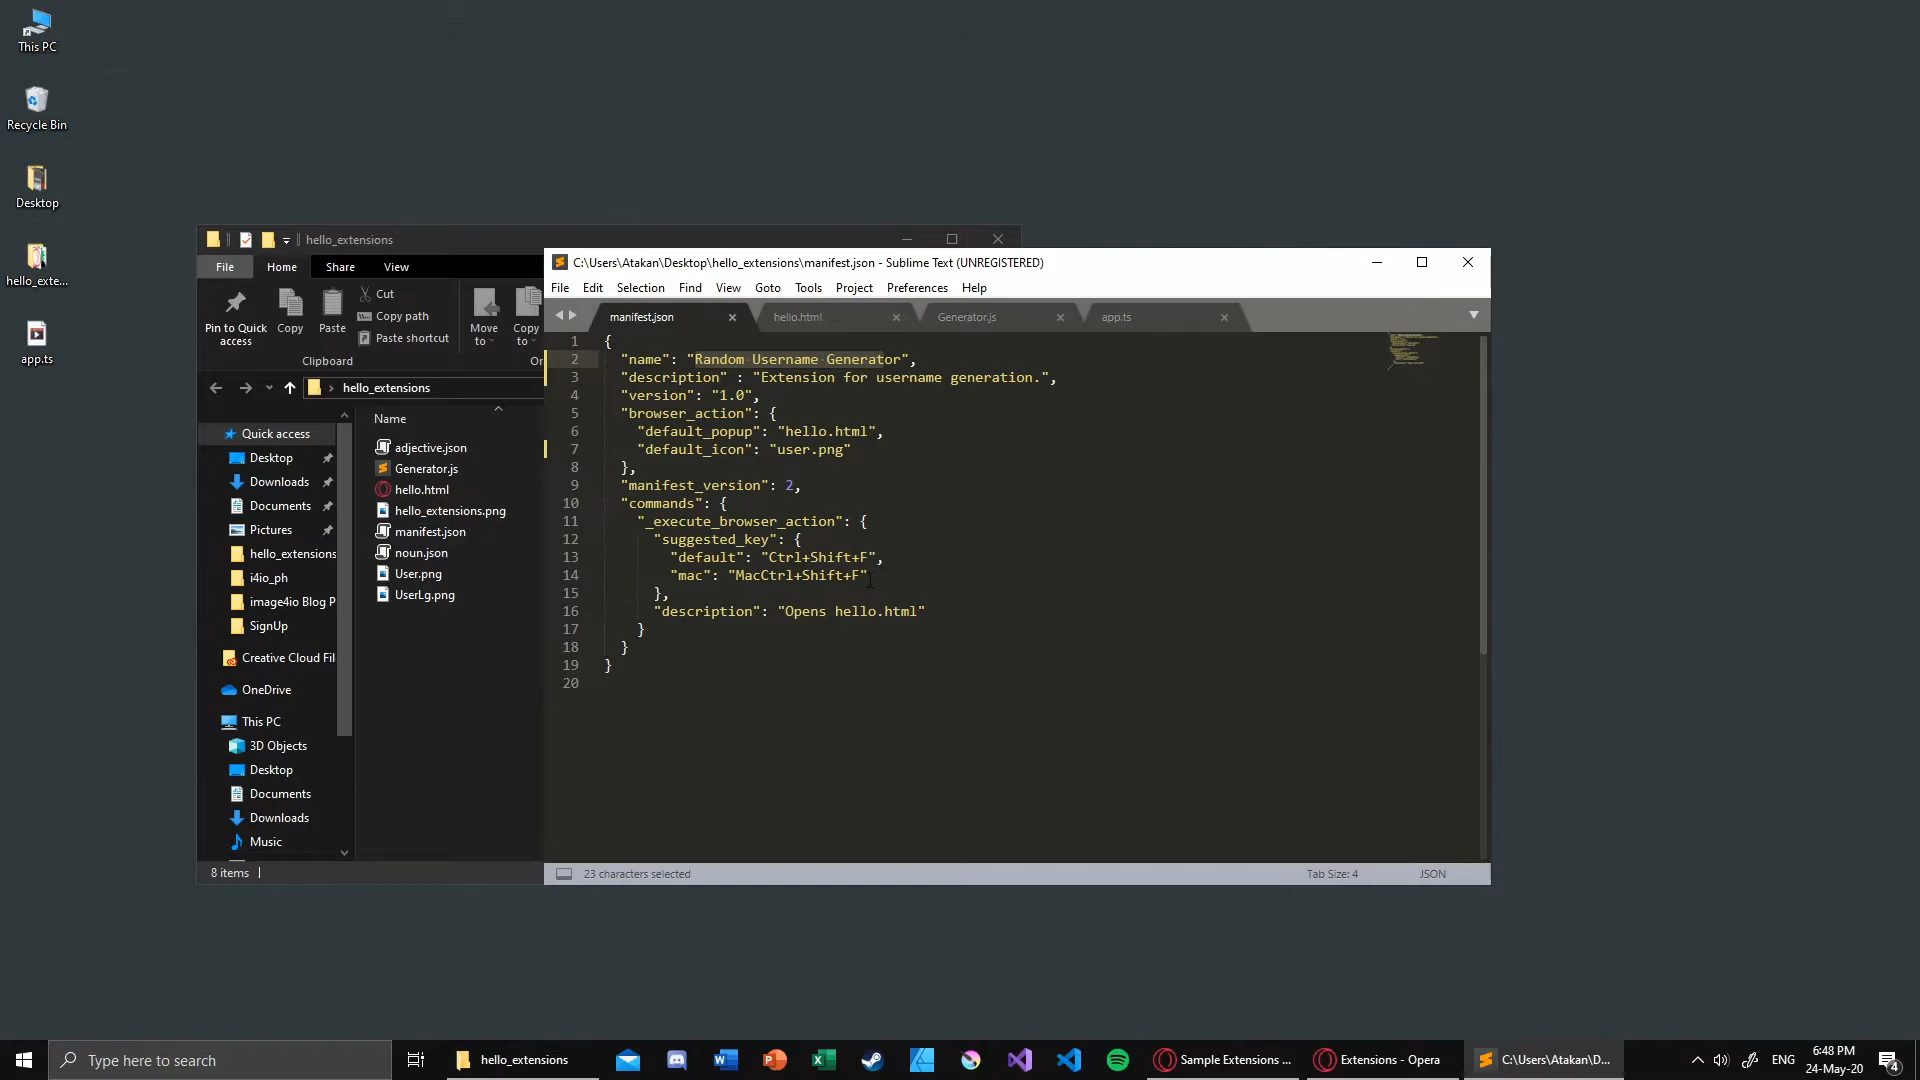 This PC
Recycle Bin
Desktop
hello_exte...
app.ts
hello_extensions
File Home Share View
Pin to Quick access
Copy
Paste
Cut
Copy path
Paste shortcut
Move to
Copy to
Clipboard
Or
hello_extensions
Name
Quick access
Desktop
Downloads
Documents
Pictures
hello_extensions
i4io_ph
image4io Blog P
SignUp
Creative Cloud Fil
OneDrive
This PC
3D Objects
Desktop
Documents
Downloads
Music
adjective.json
Generator.js
hello.html
hello_extensions.png
manifest.json
noun.json
User.png
UserLg.png
8 items
C:\Users\Atakan\Desktop\hello_extensions\manifest.json - Sublime Text (UNREGISTERED)
File Edit Selection Find View Goto Tools Project Preferences Help
manifest.json hello.html Generator.js app.ts
1 {
2 "name": "Random Username Generator",
3 "description" : "Extension for username generation.",
4 "version": "1.0",
5 "browser_action": {
6 "default_popup": "hello.html",
7 "default_icon": "user.png"
8 },
9 "manifest_version": 2,
10 "commands": {
11 "_execute_browser_action": {
12 "suggested_key": {
13 "default": "Ctrl+Shift+F",
14 "mac": "MacCtrl+Shift+F"
15 },
16 "description": "Opens hello.html"
17 }
18 }
19 }
20
23 characters selected
Tab Size: 4
JSON
Type here to search
hello_extensions
Sample Extensions ...
Extensions - Opera
C:\Users\Atakan\D...
ENG
6:48 PM
24-May-20
4